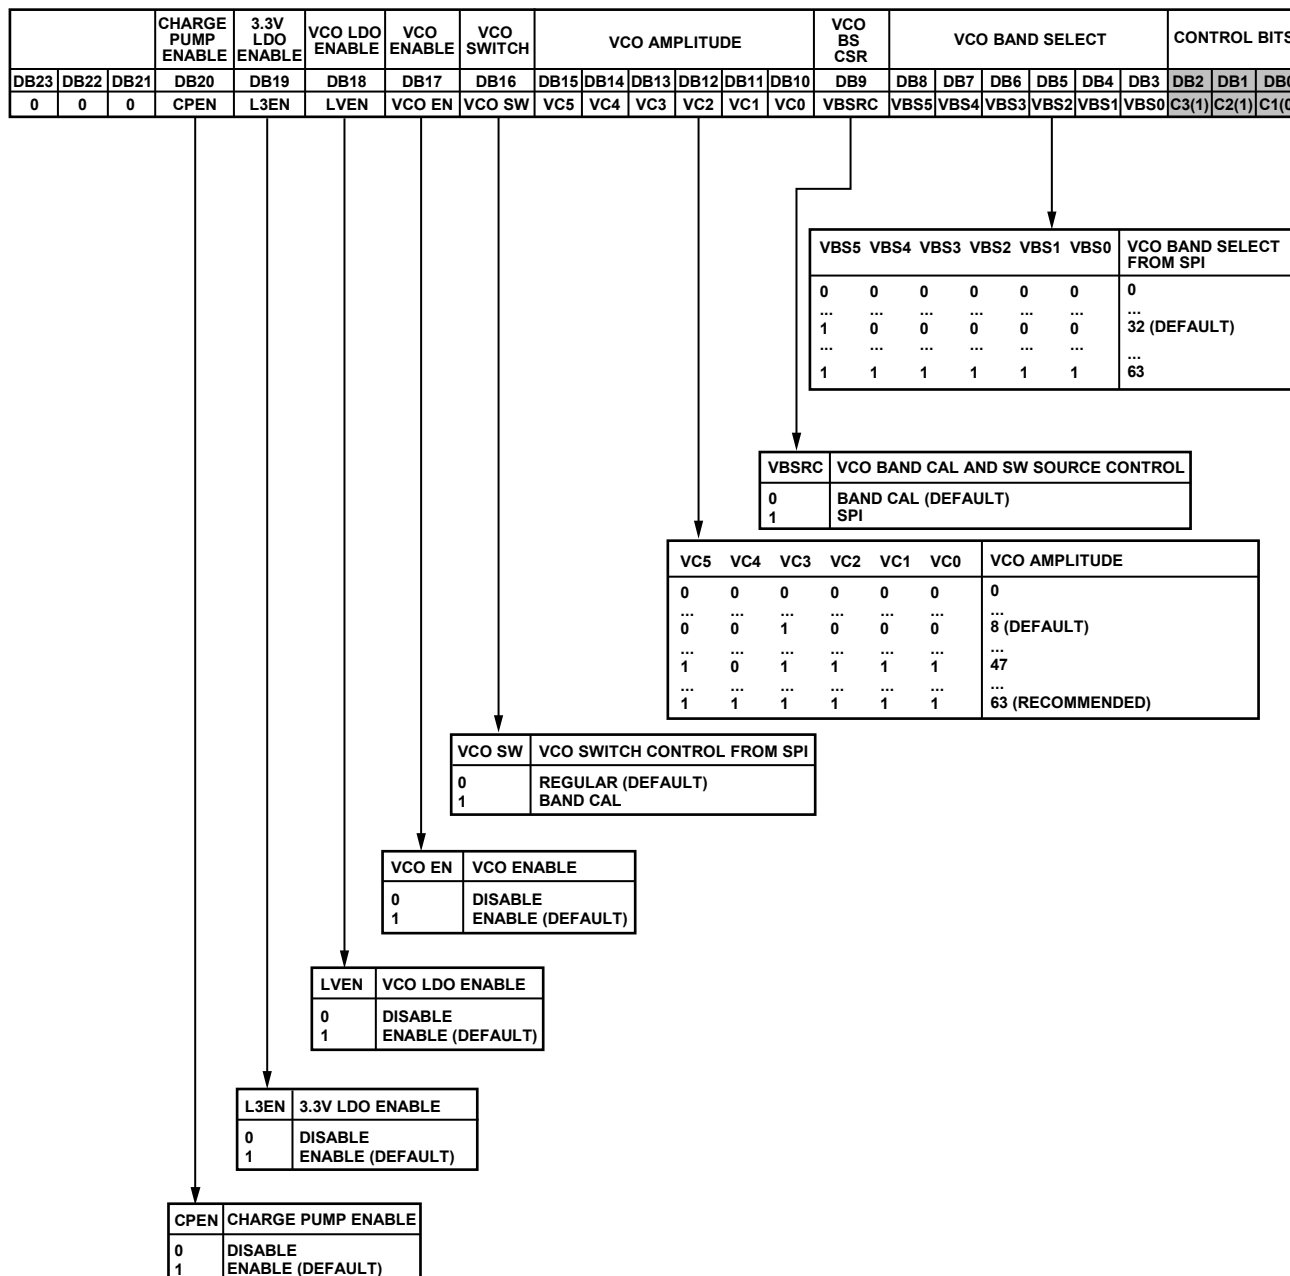 CHARGE PUMP ENABLE 3.3V LDO ENABLE VCO LDO ENABLE VCO ENABLE VCO SWITCH VCO AMPLITUDE VCO BS CSR VCO BAND SELECT CONTROL BITS
DB23 DB22 DB21 DB20 DB19 DB18 DB17 DB16 DB15 DB14 DB13 DB12 DB11 DB10 DB9 DB8 DB7 DB6 DB5 DB4 DB3 DB2 DB1 DB0
0 0 0 CPEN L3EN LVEN VCO EN VCO SW VC5 VC4 VC3 VC2 VC1 VC0 VBSRC VBS5 VBS4 VBS3 VBS2 VBS1 VBS0 C3(1) C2(1) C1(0
VBS5 VBS4 VBS3 VBS2 VBS1 VBS0 VCO BAND SELECT FROM SPI
0 0 0 0 0 0 0
... ... ... ... ... ... ...
1 0 0 0 0 0 32 (DEFAULT)
... ... ... ... ... ... ...
1 1 1 1 1 1 63
VBSRC VCO BAND CAL AND SW SOURCE CONTROL
0 BAND CAL (DEFAULT)
1 SPI
VC5 VC4 VC3 VC2 VC1 VC0 VCO AMPLITUDE
0 0 0 0 0 0 0
... ... ... ... ... ... ...
0 0 1 0 0 0 8 (DEFAULT)
... ... ... ... ... ... ...
1 0 1 1 1 1 47
... ... ... ... ... ... ...
1 1 1 1 1 1 63 (RECOMMENDED)
VCO SW VCO SWITCH CONTROL FROM SPI
0 REGULAR (DEFAULT)
1 BAND CAL
VCO EN VCO ENABLE
0 DISABLE
1 ENABLE (DEFAULT)
LVEN VCO LDO ENABLE
0 DISABLE
1 ENABLE (DEFAULT)
L3EN 3.3V LDO ENABLE
0 DISABLE
1 ENABLE (DEFAULT)
CPEN CHARGE PUMP ENABLE
0 DISABLE
1 ENABLE (DEFAULT)